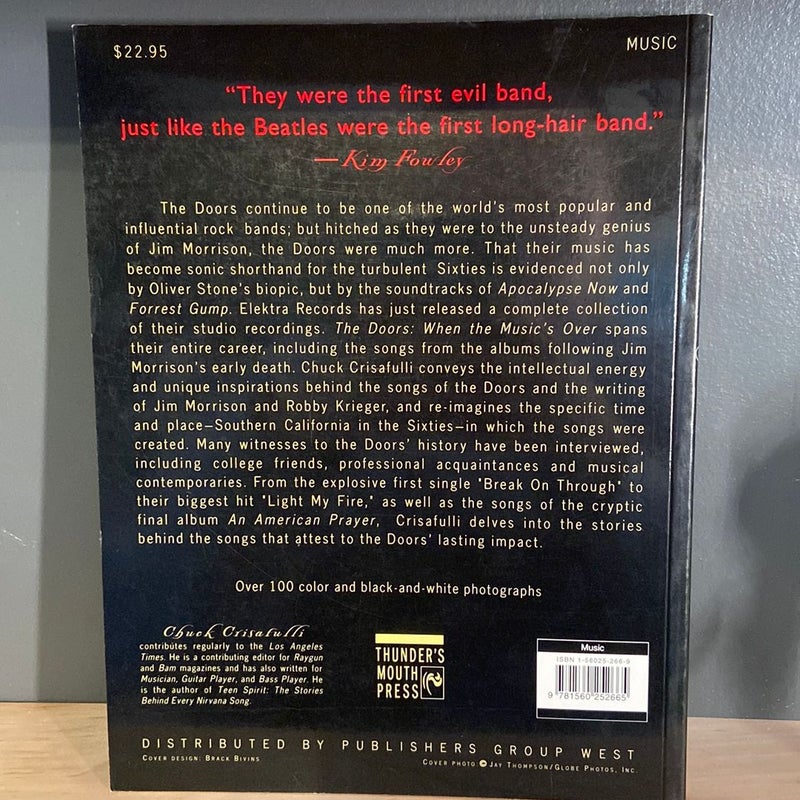 $22.95
MUSIC
“They were the first evil band,
just like the Beatles were the first long-hair band.”
—Kim Fowley
The Doors continue to be one of the world's most popular and
influential rock bands; but hitched as they were to the unsteady genius
of Jim Morrison, the Doors were much more. That their music has
become sonic shorthand for the turbulent Sixties is evidenced not only
by Oliver Stone's biopic, but by the soundtracks of Apocalypse Now and
Forrest Gump. Elektra Records has just released a complete collection
of their studio recordings. The Doors: When the Music's Over spans
their entire career, including the songs from the albums following Jim
Morrison's early death. Chuck Crisafulli conveys the intellectual energy
and unique inspirations behind the songs of the Doors and the writing
of Jim Morrison and Robby Krieger, and re-imagines the specific time
and place—Southern California in the Sixties—in which the songs were
created. Many witnesses to the Doors' history have been interviewed,
including college friends, professional acquaintances and musical
contemporaries. From the explosive first single "Break On Through" to
their biggest hit "Light My Fire," as well as the songs of the cryptic
final album An American Prayer, Crisafulli delves into the stories
behind the songs that attest to the Doors' lasting impact.
Over 100 color and black-and-white photographs
Chuck Crisafulli
contributes regularly to the Los Angeles
Times. He is a contributing editor for Raygun
and Bam magazines and has also written for
Musician, Guitar Player, and Bass Player. He
is the author of Teen Spirit: The Stories
Behind Every Nirvana Song.
THUNDER'S
MOUTH
PRESS
Music
ISBN 1-56025-266-9
9 781560 252665
DISTRIBUTED BY PUBLISHERS GROUP WEST
COVER DESIGN: BRACK BIVINS
COVER PHOTO © JAY THOMPSON/GLOBE PHOTOS, INC.